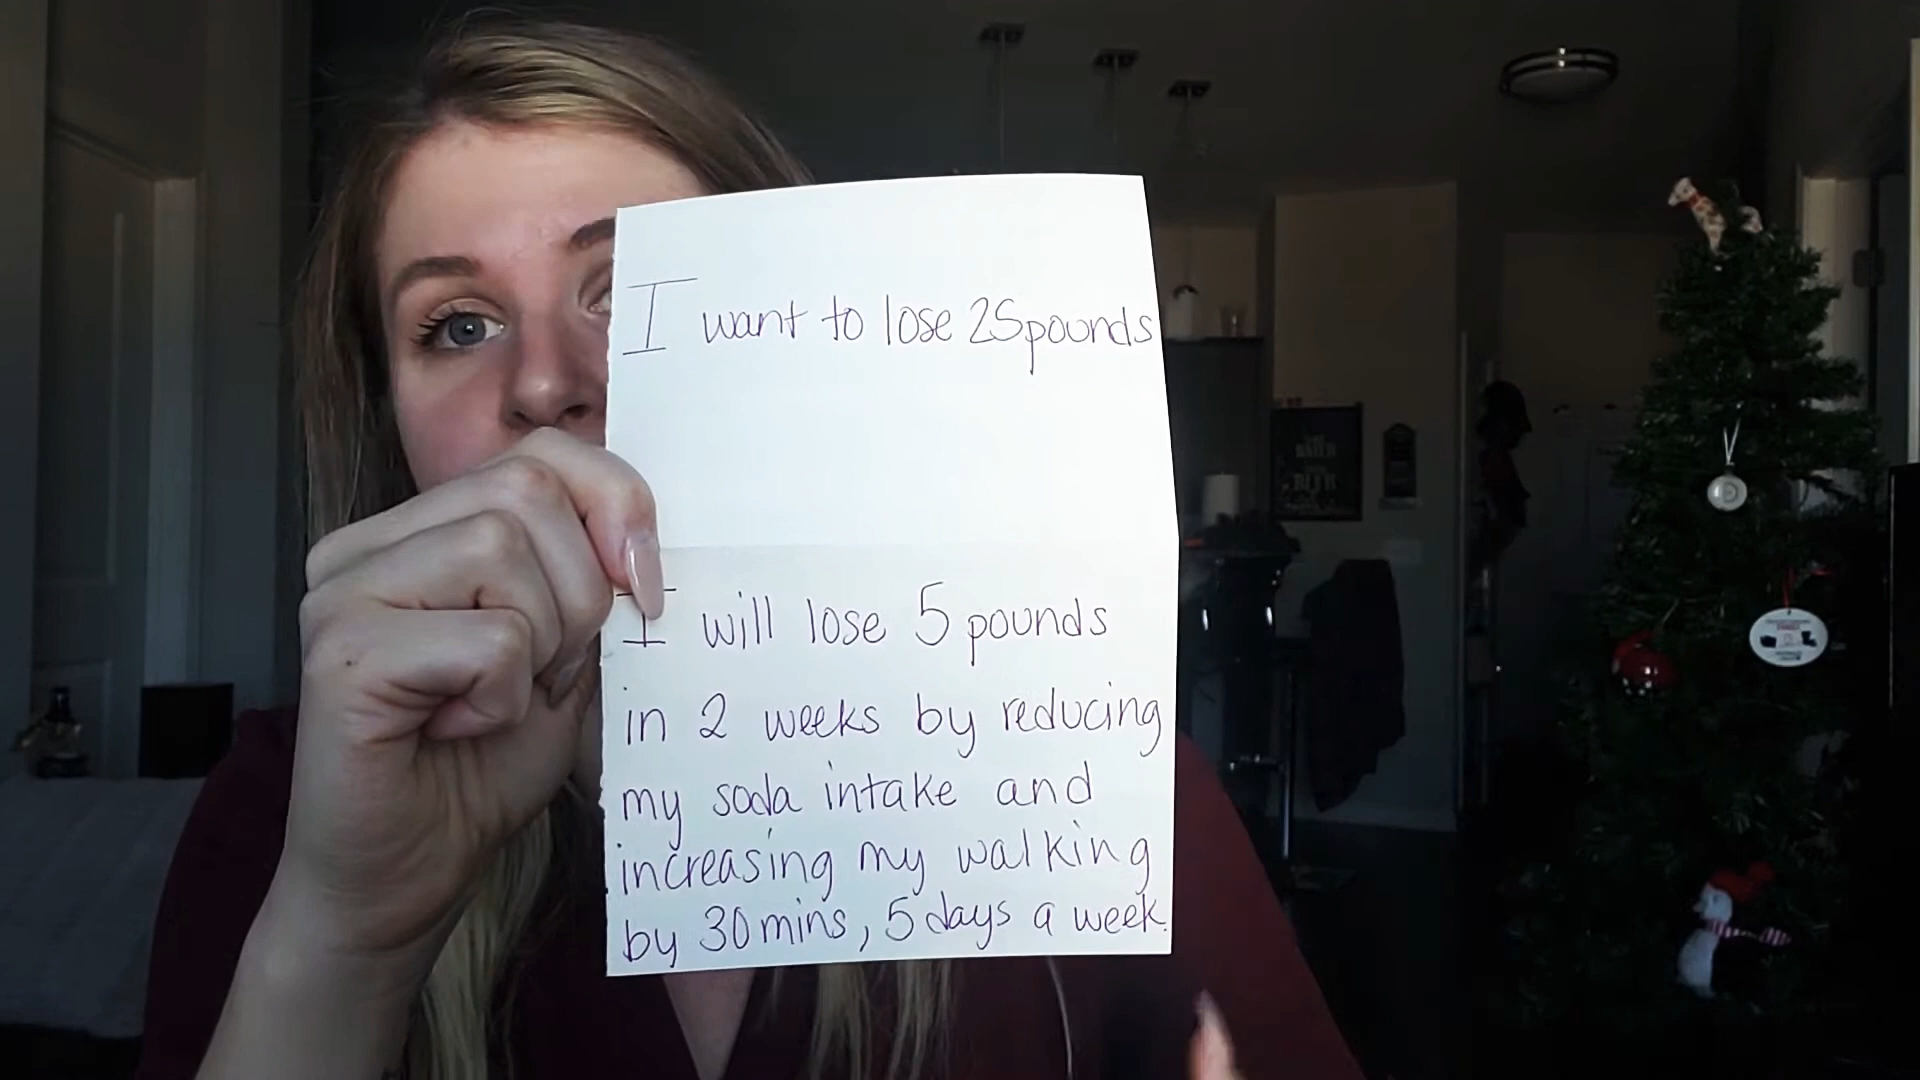 I want to lose 25pounds
I will lose 5 pounds
in 2 weeks by reducing
my soda intake and
increasing my walking
by 30mins, 5 days a week.
BEER